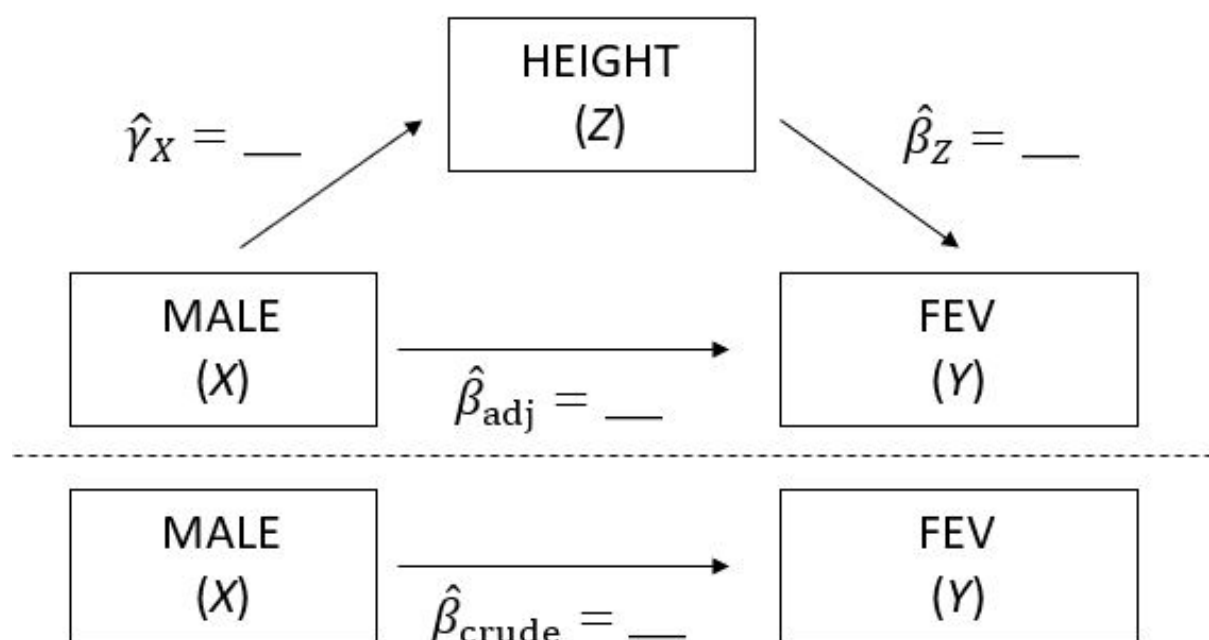 HEIGHT
(Z)
γ̂X = __
β̂Z = __
MALE
(X)
FEV
(Y)
β̂adj = __
MALE
(X)
FEV
(Y)
β̂crude = __